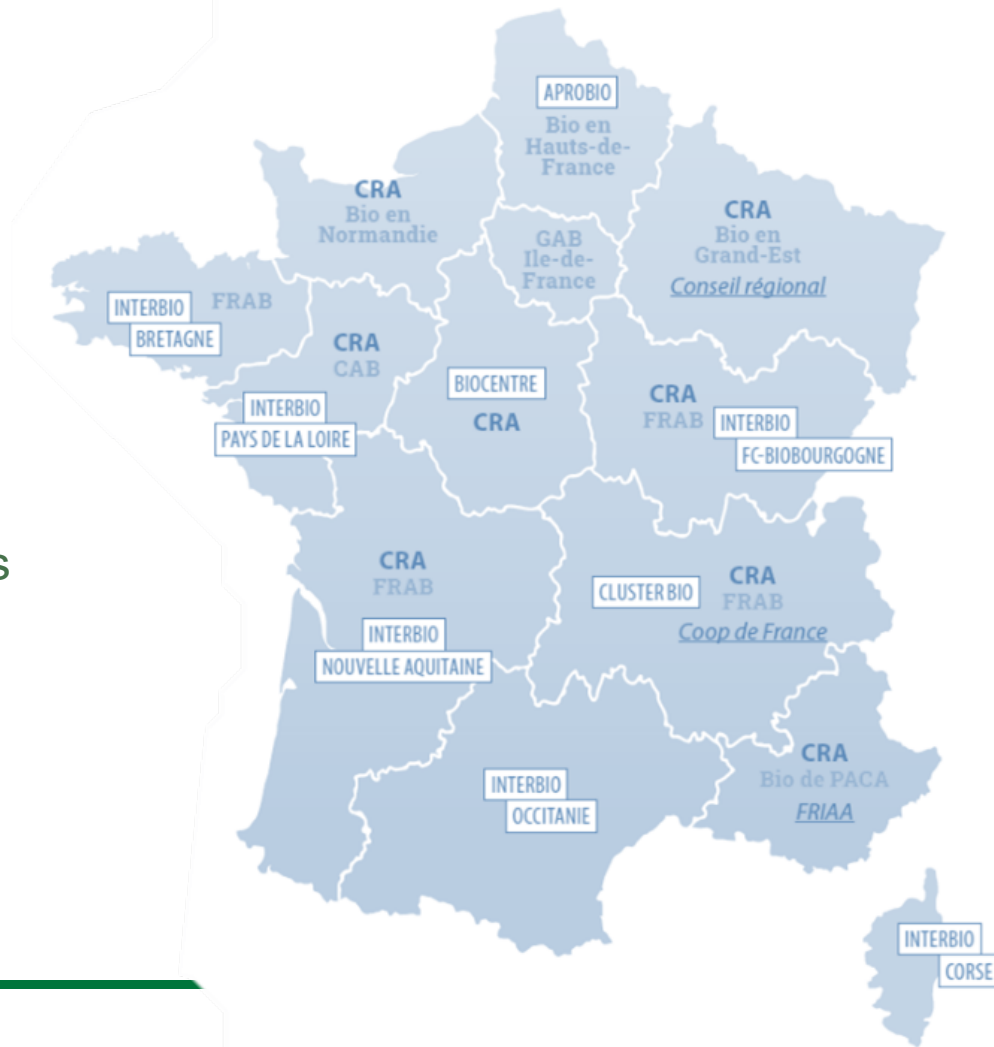 APROBIO
Bio en
Hauts-de-
France
CRA
Bio en
Normandie
GAB
Ile-de-
France
CRA
Bio en
Grand-Est
Conseil régional
INTERBIO
BRETAGNE
FRAB
CRA
CAB
INTERBIO
PAYS DE LA LOIRE
BIOCENTRE
CRA
CRA
FRAB
INTERBIO
FC-BIOBOURGOGNE
s
CRA
FRAB
INTERBIO
NOUVELLE AQUITAINE
CLUSTER BIO
CRA
FRAB
Coop de France
INTERBIO
OCCITANIE
CRA
Bio de PACA
FRIAA
INTERBIO
CORSE